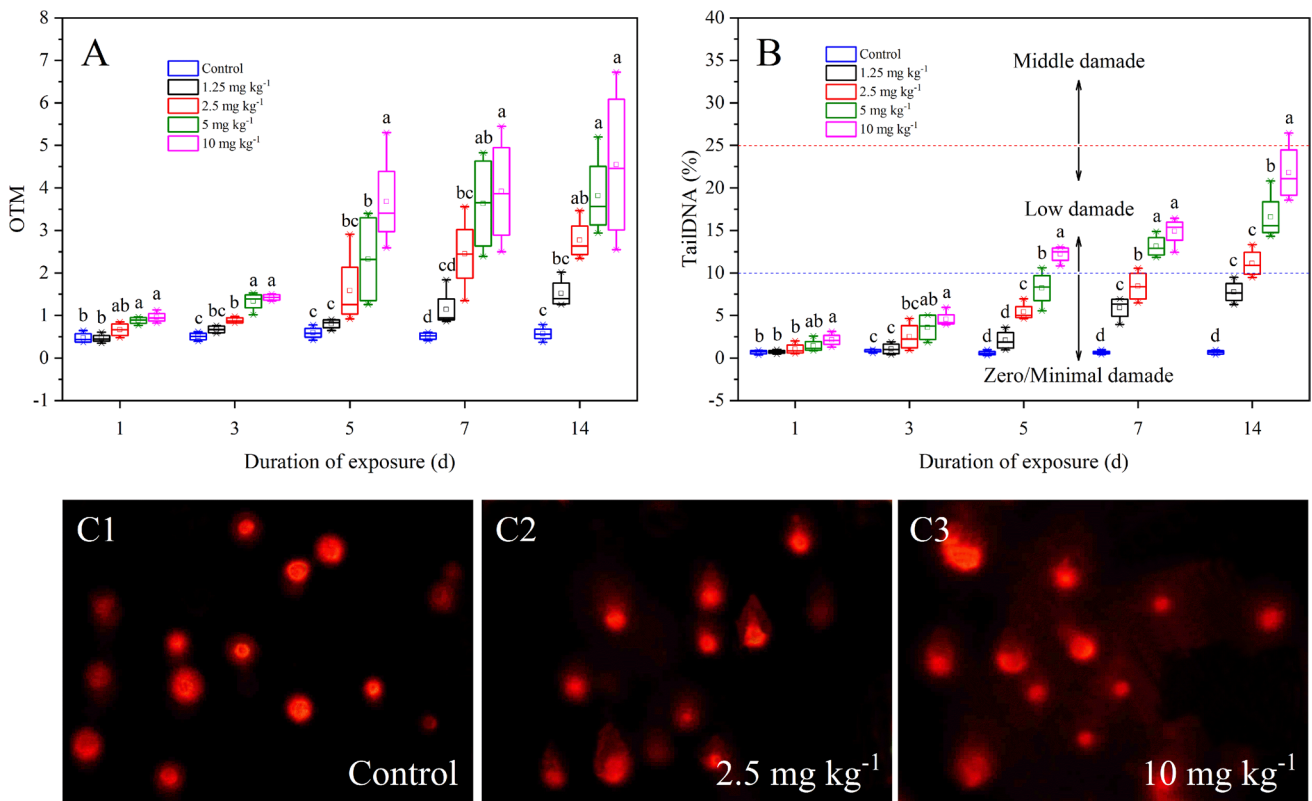 A
OTM
8
7
6
5
4
3
2
1
0
-1
Control
1.25 mg kg⁻¹
2.5 mg kg⁻¹
5 mg kg⁻¹
10 mg kg⁻¹
b b ab a a
c bc b a a
c c bc b a
d cd bc ab a
c bc ab a a
1 3 5 7 14
Duration of exposure (d)
B
TailDNA (%)
40
35
30
25
20
15
10
5
0
-5
Control
1.25 mg kg⁻¹
2.5 mg kg⁻¹
5 mg kg⁻¹
10 mg kg⁻¹
Middle damade
Low damade
Zero/Minimal damade
b b b ab a
c c bc ab a
d d c b a
d c b a a
d c c b a
1 3 5 7 14
Duration of exposure (d)
C1
Control
C2
2.5 mg kg⁻¹
C3
10 mg kg⁻¹